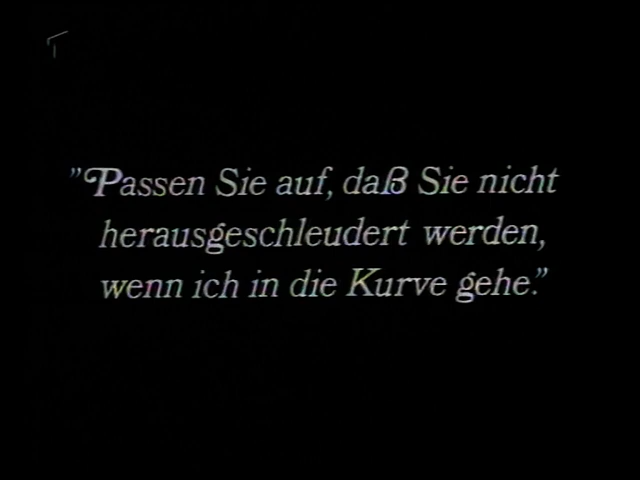 "Passen Sie auf, daß Sie nicht
herausgeschleudert werden,
wenn ich in die Kurve gehe."